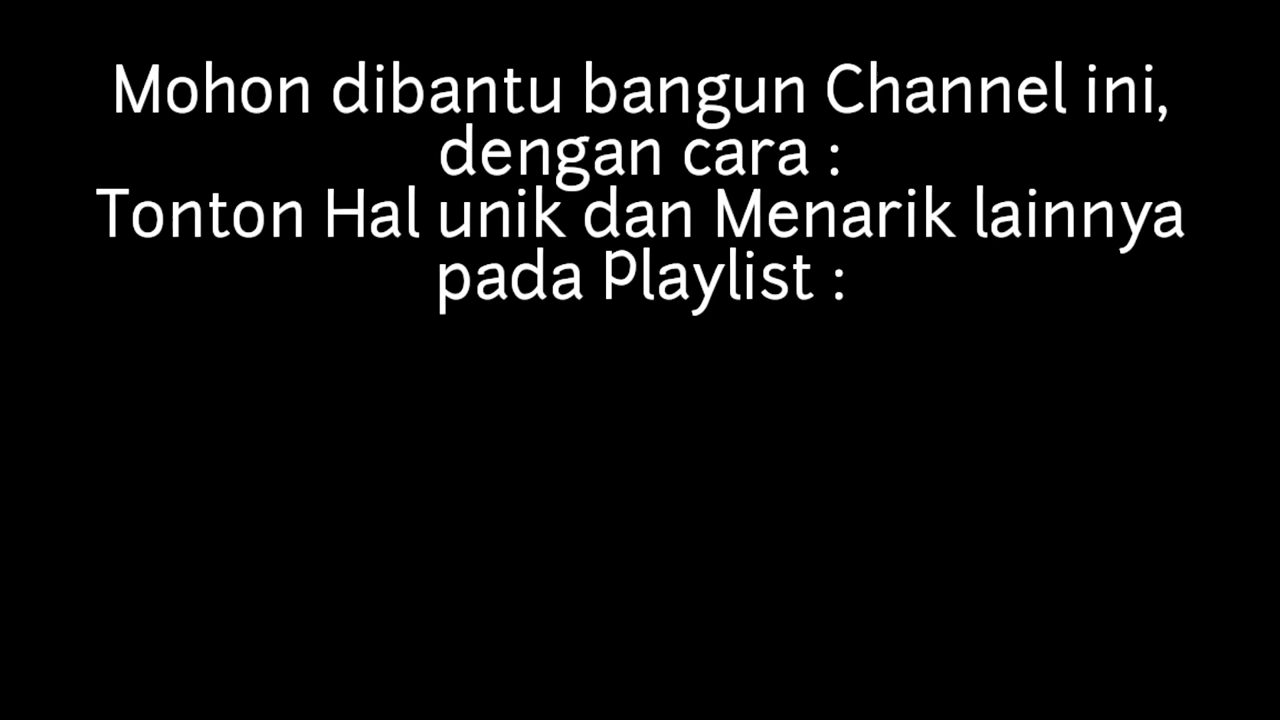 Mohon dibantu bangun Channel ini,
dengan cara :
Tonton Hal unik dan Menarik lainnya
pada Playlist :